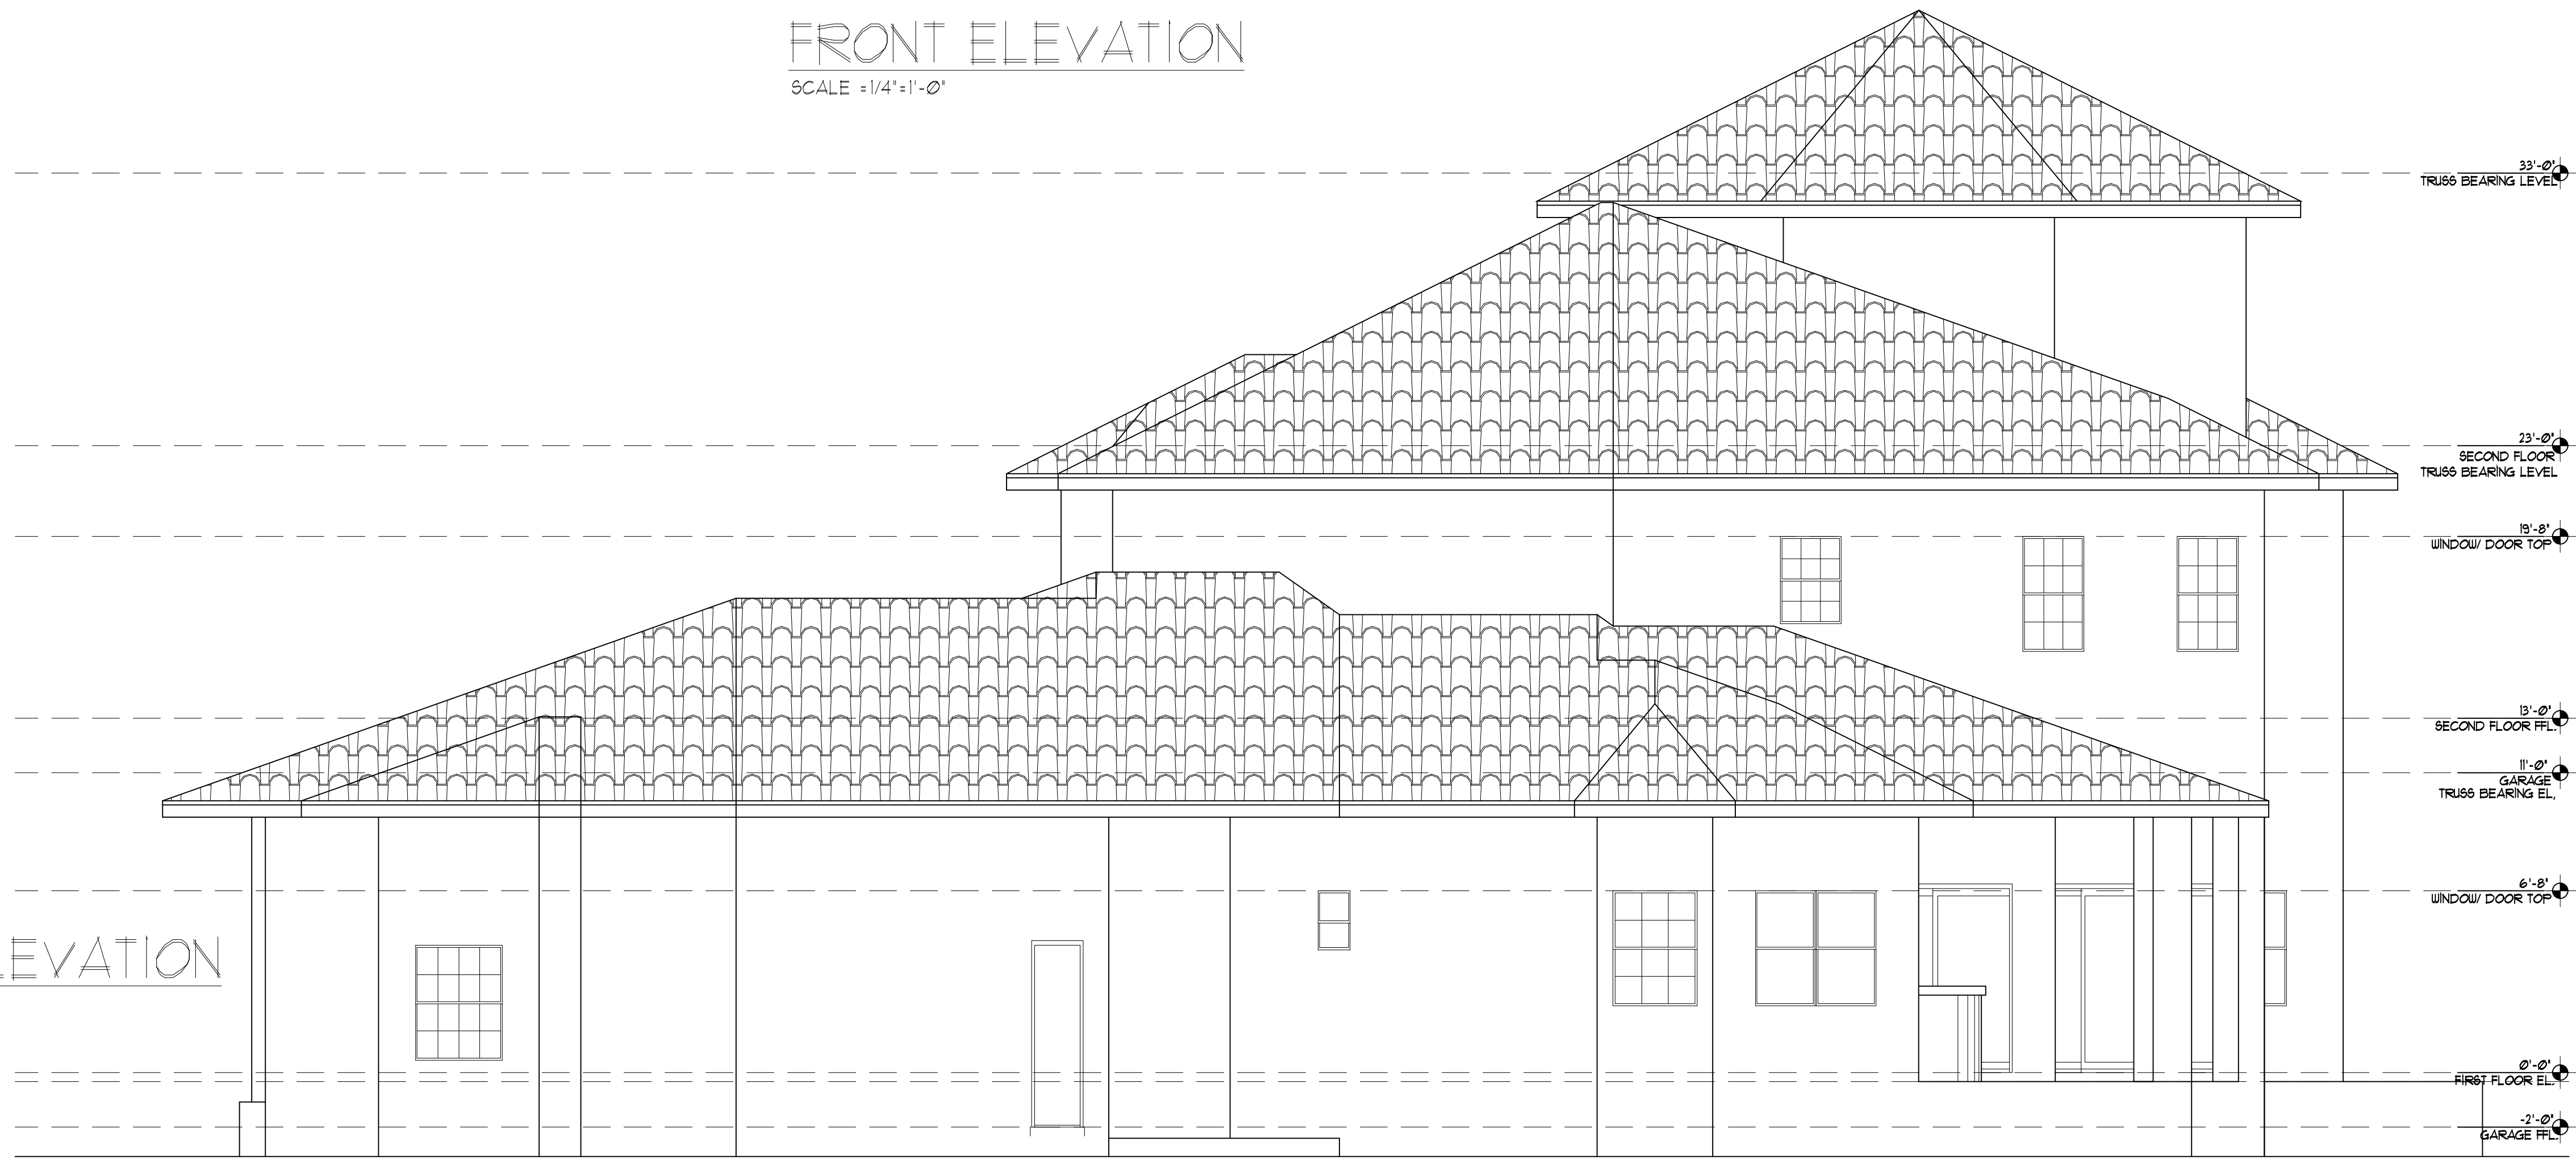 FRONT ELEVATION
SCALE =1/4"=1'-0"
33'-0"
TRUSS BEARING LEVEL
23'-0"
SECOND FLOOR
TRUSS BEARING LEVEL
19'-8"
WINDOW/ DOOR TOP
13'-0"
SECOND FLOOR FFL.
11'-0"
GARAGE
TRUSS BEARING EL,
6'-8"
WINDOW/ DOOR TOP
EVATION
0'-0"
FIRST FLOOR EL.
-2'-0"
GARAGE FFL.